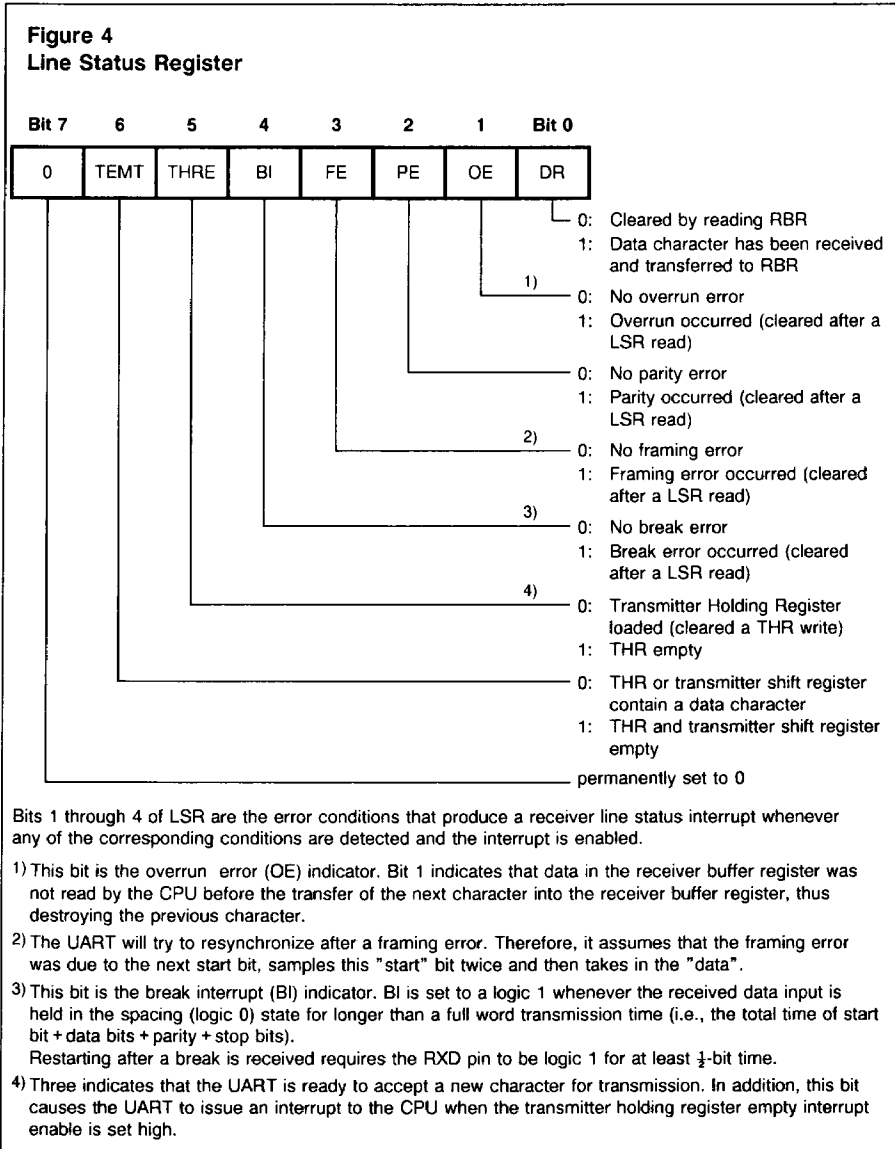 Figure 4
Line Status Register
Bit 7 6 5 4 3 2 1 Bit 0
0 TEMT THRE BI FE PE OE DR
0: Cleared by reading RBR
1: Data character has been received
and transferred to RBR
1)
0: No overrun error
1: Overrun occurred (cleared after a
LSR read)
0: No parity error
1: Parity occurred (cleared after a
LSR read)
2)
0: No framing error
1: Framing error occurred (cleared
after a LSR read)
3)
0: No break error
1: Break error occurred (cleared
after a LSR read)
4)
0: Transmitter Holding Register
loaded (cleared a THR write)
1: THR empty
0: THR or transmitter shift register
contain a data character
1: THR and transmitter shift register
empty
permanently set to 0
Bits 1 through 4 of LSR are the error conditions that produce a receiver line status interrupt whenever
any of the corresponding conditions are detected and the interrupt is enabled.
1) This bit is the overrun error (OE) indicator. Bit 1 indicates that data in the receiver buffer register was
not read by the CPU before the transfer of the next character into the receiver buffer register, thus
destroying the previous character.
2) The UART will try to resynchronize after a framing error. Therefore, it assumes that the framing error
was due to the next start bit, samples this "start" bit twice and then takes in the "data".
3) This bit is the break interrupt (BI) indicator. BI is set to a logic 1 whenever the received data input is
held in the spacing (logic 0) state for longer than a full word transmission time (i.e., the total time of start
bit + data bits + parity + stop bits).
Restarting after a break is received requires the RXD pin to be logic 1 for at least ½-bit time.
4) Three indicates that the UART is ready to accept a new character for transmission. In addition, this bit
causes the UART to issue an interrupt to the CPU when the transmitter holding register empty interrupt
enable is set high.